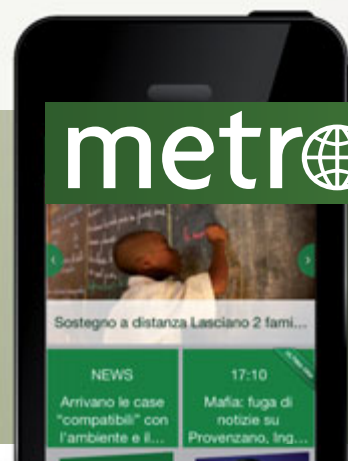 metro
Sostegno a distanza Lasciano 2 fami...
NEWS
Arrivano le case
"compatibili" con
l'ambiente e il...
17:10
Mafia: fuga di
notizie su
Provenzano, Ing...